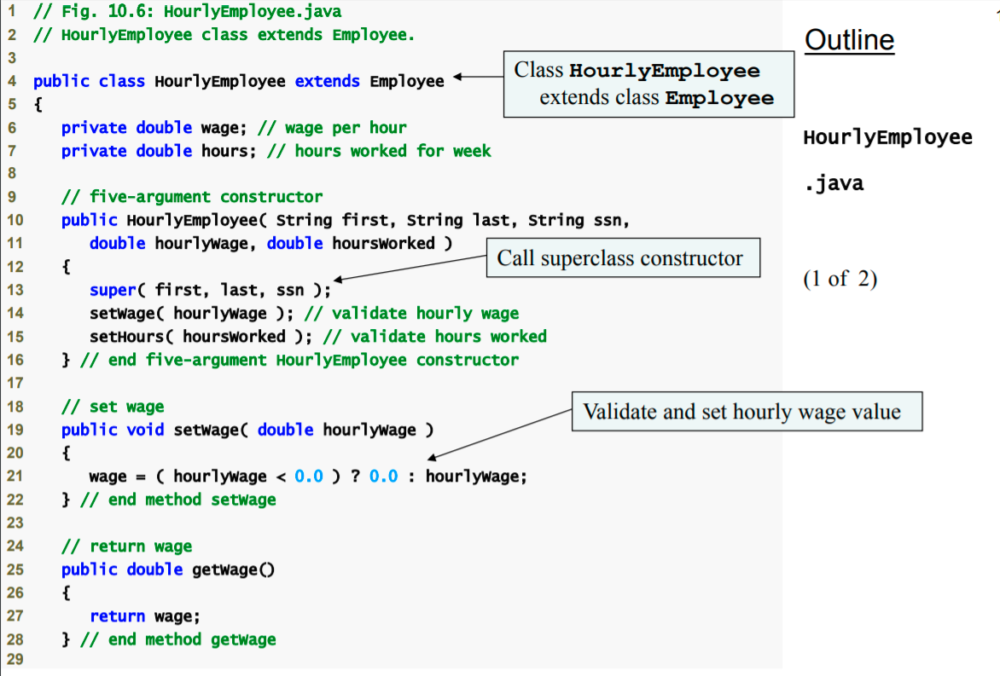 1 // Fig. 10.6: HourlyEmployee.java
2 // HourlyEmployee class extends Employee.
3
4 public class HourlyEmployee extends Employee
5 {
6 private double wage; // wage per hour
7 private double hours; // hours worked for week
8
9 // five-argument constructor
10 public HourlyEmployee( String first, String last, String ssn,
11 double hourlyWage, double hoursWorked )
12 {
13 super( first, last, ssn );
14 setWage( hourlyWage ); // validate hourly wage
15 setHours( hoursWorked ); // validate hours worked
16 } // end five-argument HourlyEmployee constructor
17
18 // set wage
19 public void setWage( double hourlyWage )
20 {
21 wage = ( hourlyWage < 0.0 ) ? 0.0 : hourlyWage;
22 } // end method setWage
23
24 // return wage
25 public double getWage()
26 {
27 return wage;
28 } // end method getWage
29
Class HourlyEmployee
extends class Employee
Call superclass constructor
Validate and set hourly wage value
Outline
HourlyEmployee
.java
(1 of 2)